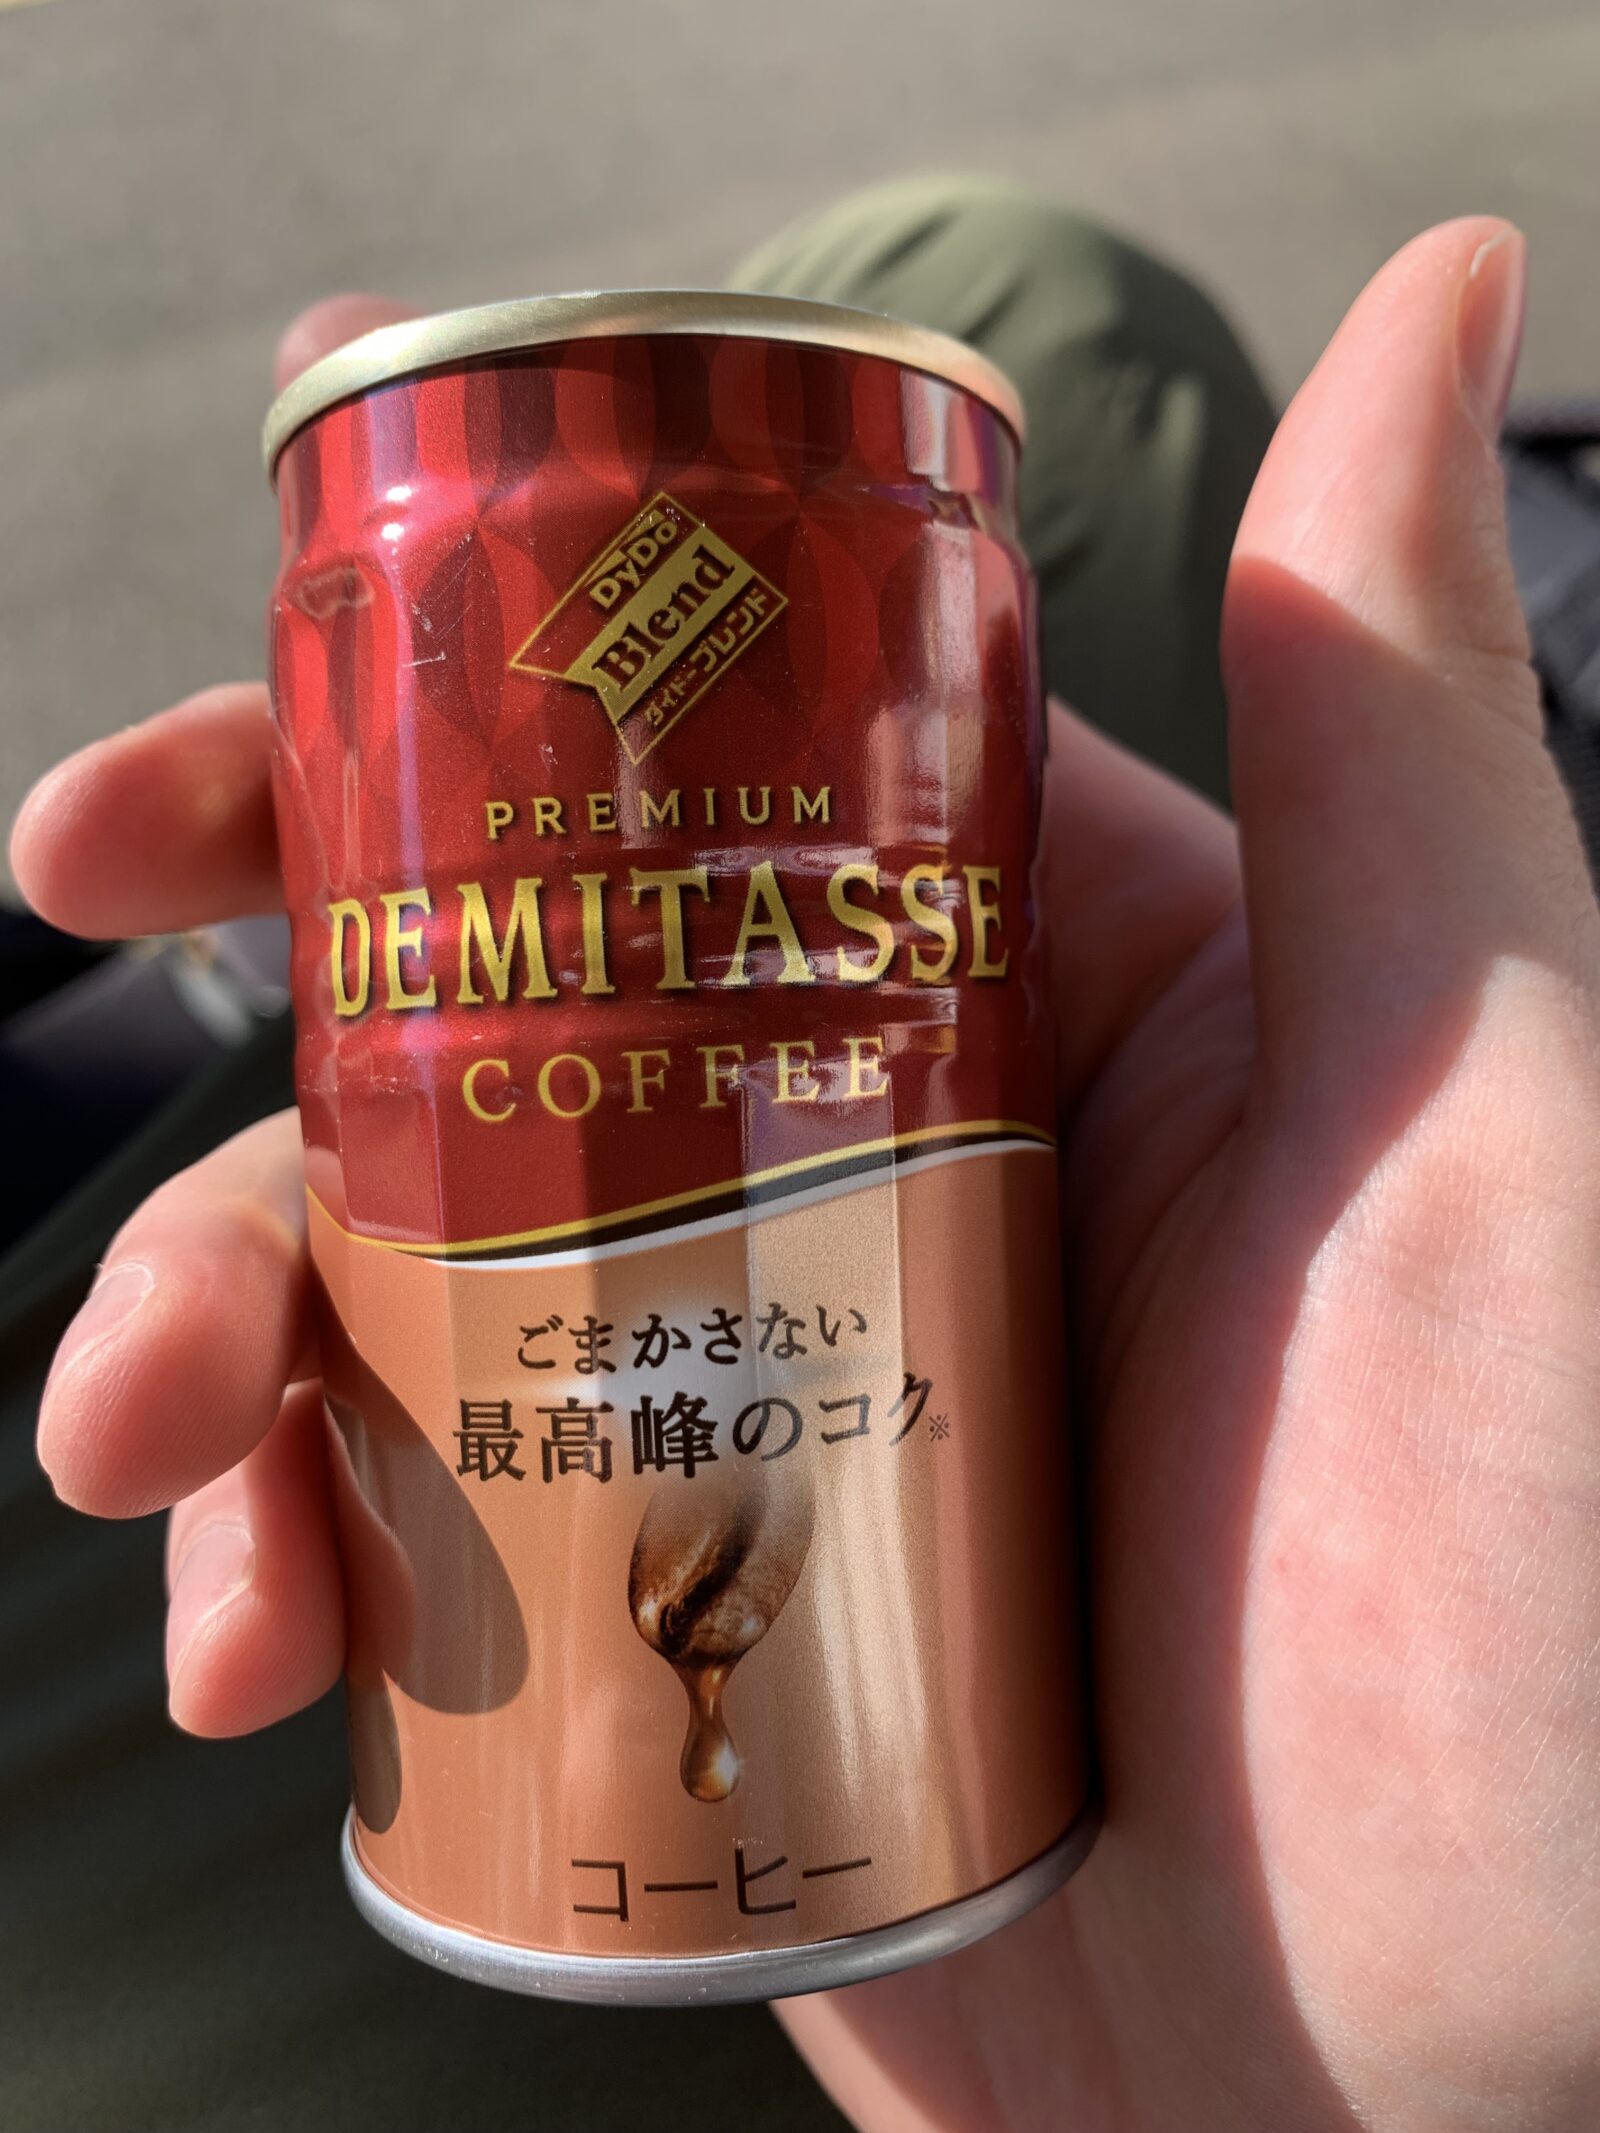 DyDo
Blend
ダイドーブレンド
PREMIUM
DEMITASSE
COFFEE
ごまかさない
最高峰のコク※
コーヒー